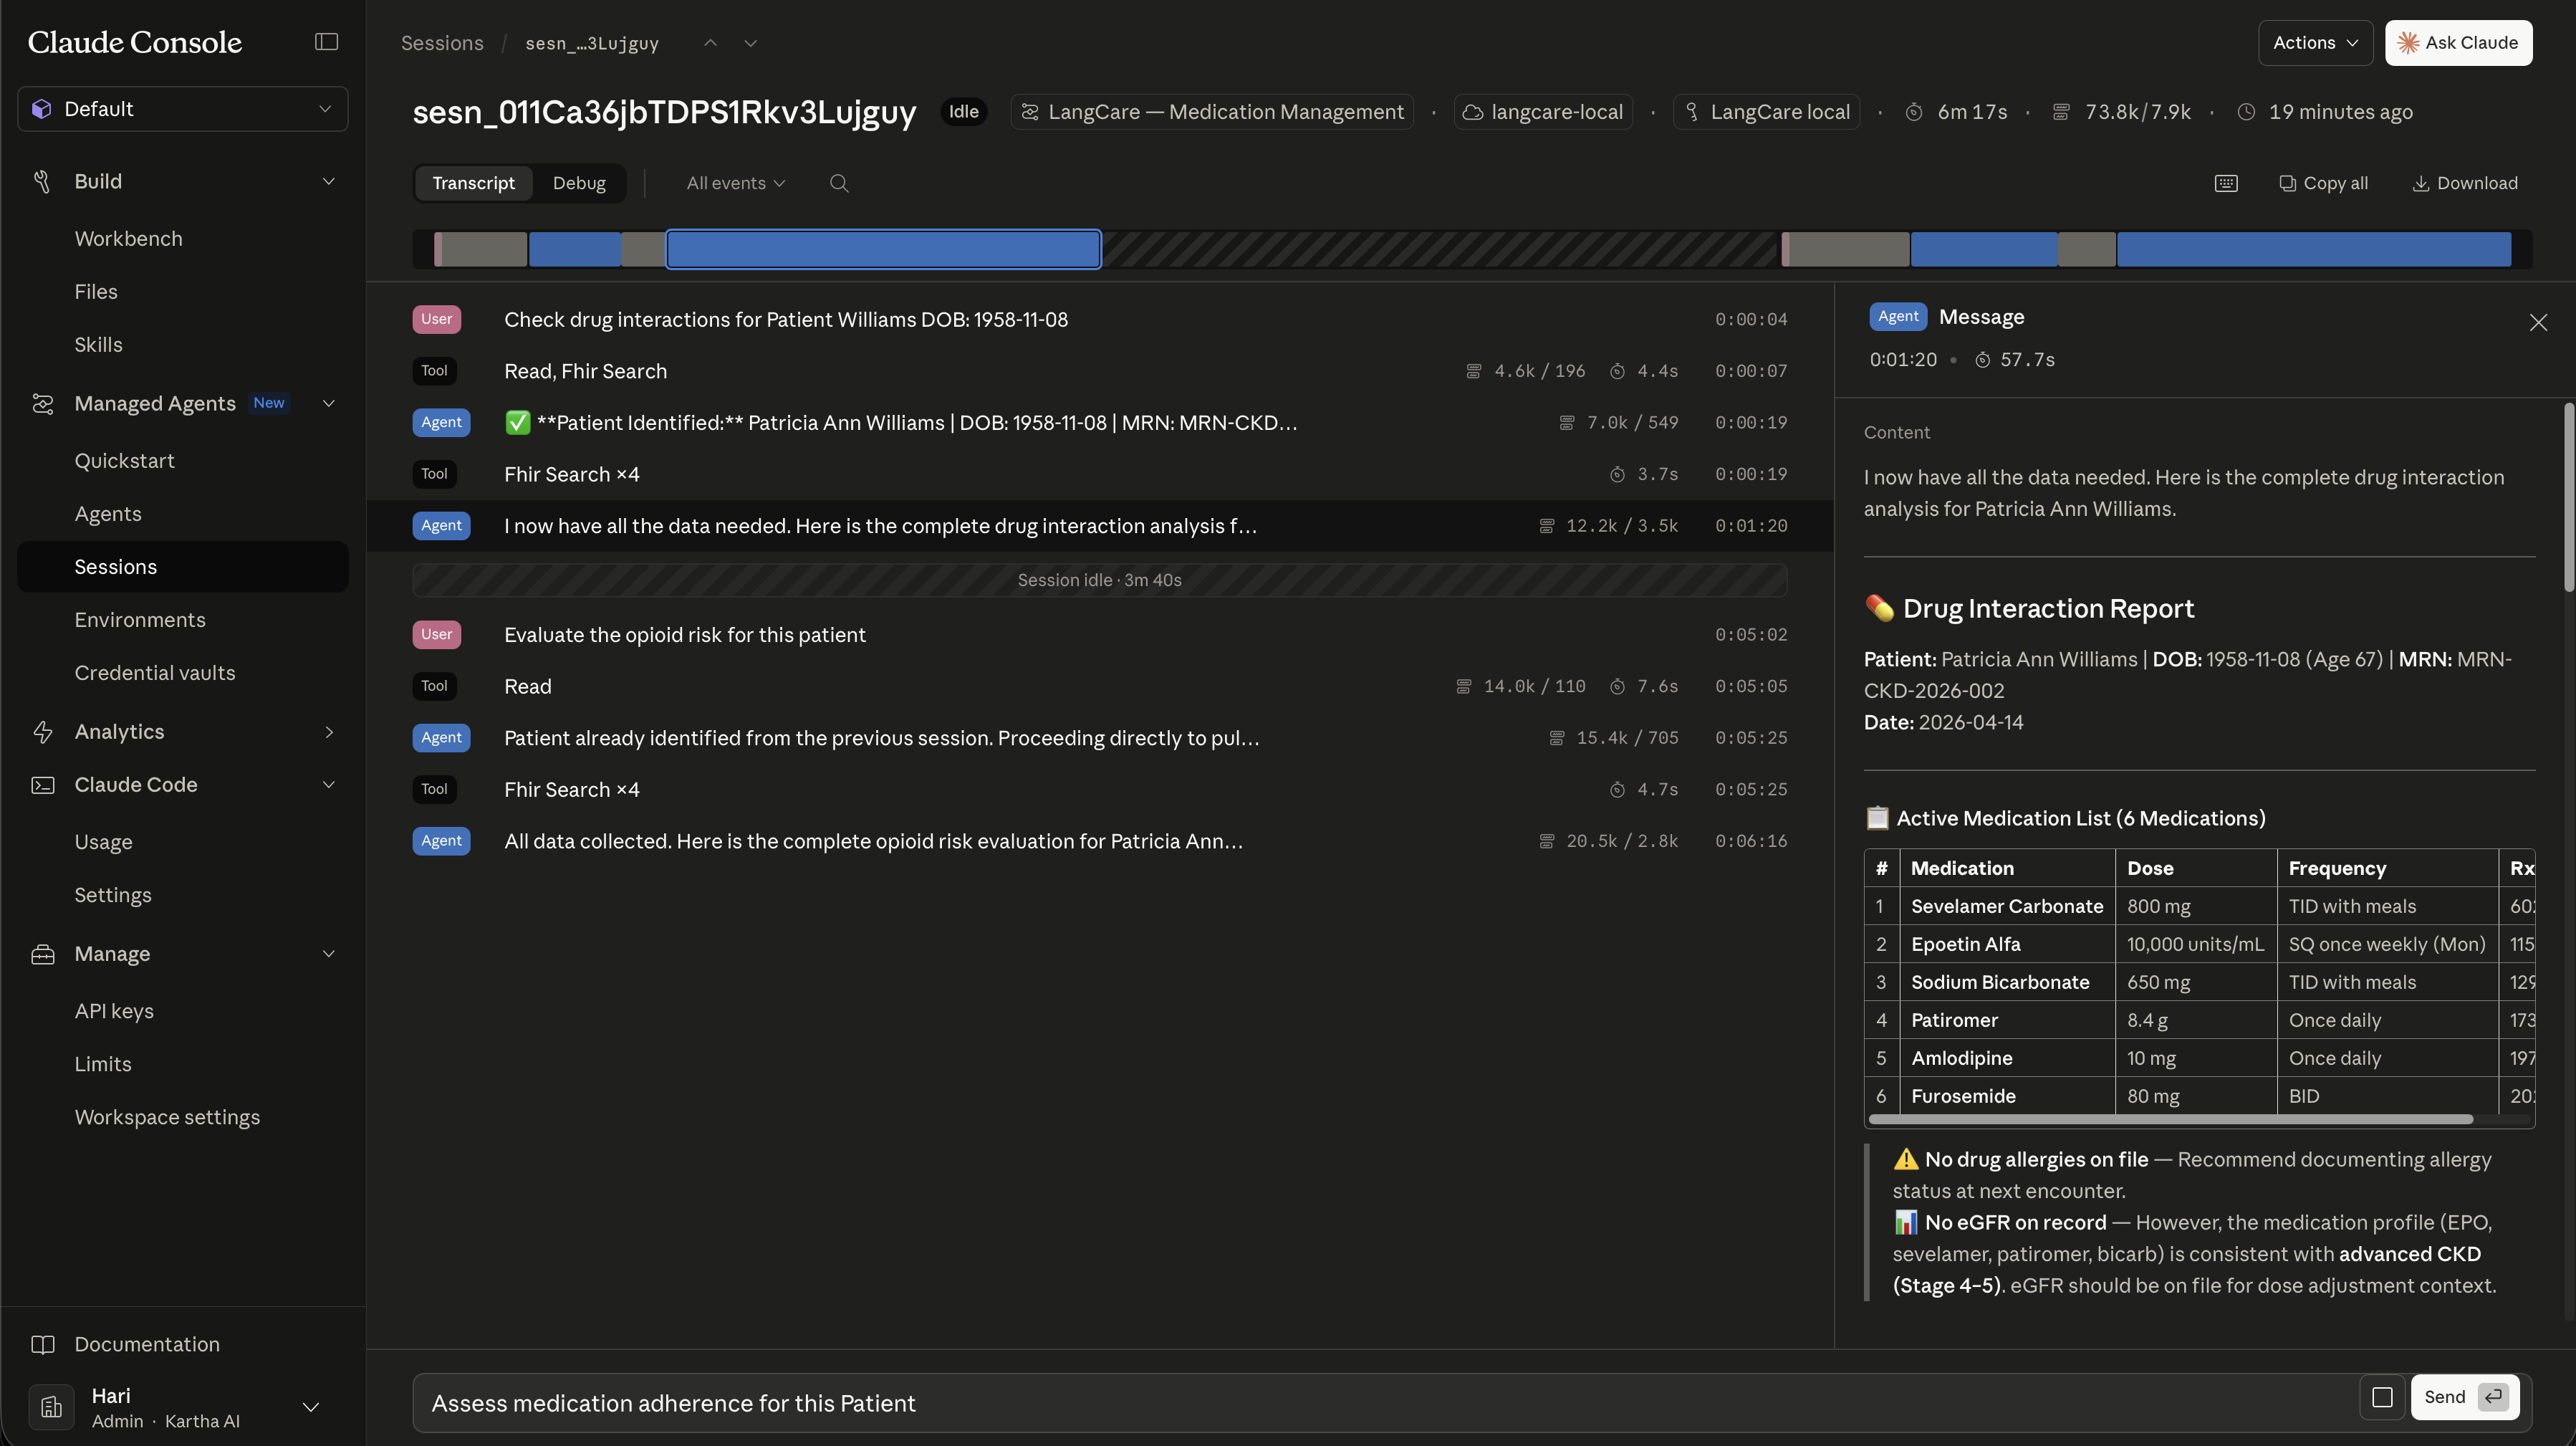 Claude Console
Default
Build
Workbench
Files
Skills
Managed Agents New
Quickstart
Agents
Sessions
Environments
Credential vaults
Analytics
Claude Code
Usage
Settings
Manage
API keys
Limits
Workspace settings
Documentation
Hari
Admin · Kartha AI
Sessions / sesn_…3Lujguy
Actions
Ask Claude
sesn_011Ca36jbTDPS1Rkv3Lujguy Idle LangCare — Medication Management · langcare-local · LangCare local · 6m 17s · 73.8k/7.9k · 19 minutes ago
Transcript Debug All events Copy all Download
User Check drug interactions for Patient Williams DOB: 1958-11-08 0:00:04
Tool Read, Fhir Search 4.6k / 196 4.4s 0:00:07
Agent ✅ **Patient Identified:** Patricia Ann Williams | DOB: 1958-11-08 | MRN: MRN-CKD… 7.0k / 549 0:00:19
Tool Fhir Search ×4 3.7s 0:00:19
Agent I now have all the data needed. Here is the complete drug interaction analysis f… 12.2k / 3.5k 0:01:20
Session idle · 3m 40s
User Evaluate the opioid risk for this patient 0:05:02
Tool Read 14.0k / 110 7.6s 0:05:05
Agent Patient already identified from the previous session. Proceeding directly to pul… 15.4k / 705 0:05:25
Tool Fhir Search ×4 4.7s 0:05:25
Agent All data collected. Here is the complete opioid risk evaluation for Patricia Ann… 20.5k / 2.8k 0:06:16
Agent Message
0:01:20 • 57.7s
Content
I now have all the data needed. Here is the complete drug interaction
analysis for Patricia Ann Williams.
💊 Drug Interaction Report
Patient: Patricia Ann Williams | DOB: 1958-11-08 (Age 67) | MRN: MRN-
CKD-2026-002
Date: 2026-04-14
📋 Active Medication List (6 Medications)
# Medication Dose Frequency Rx
1 Sevelamer Carbonate 800 mg TID with meals
2 Epoetin Alfa 10,000 units/mL SQ once weekly (Mon) 115
3 Sodium Bicarbonate 650 mg TID with meals 129
4 Patiromer 8.4 g Once daily 173
5 Amlodipine 10 mg Once daily 197
6 Furosemide 80 mg BID
⚠️ No drug allergies on file — Recommend documenting allergy
status at next encounter.
📊 No eGFR on record — However, the medication profile (EPO,
sevelamer, patiromer, bicarb) is consistent with advanced CKD
(Stage 4–5). eGFR should be on file for dose adjustment context.
Assess medication adherence for this Patient
Send